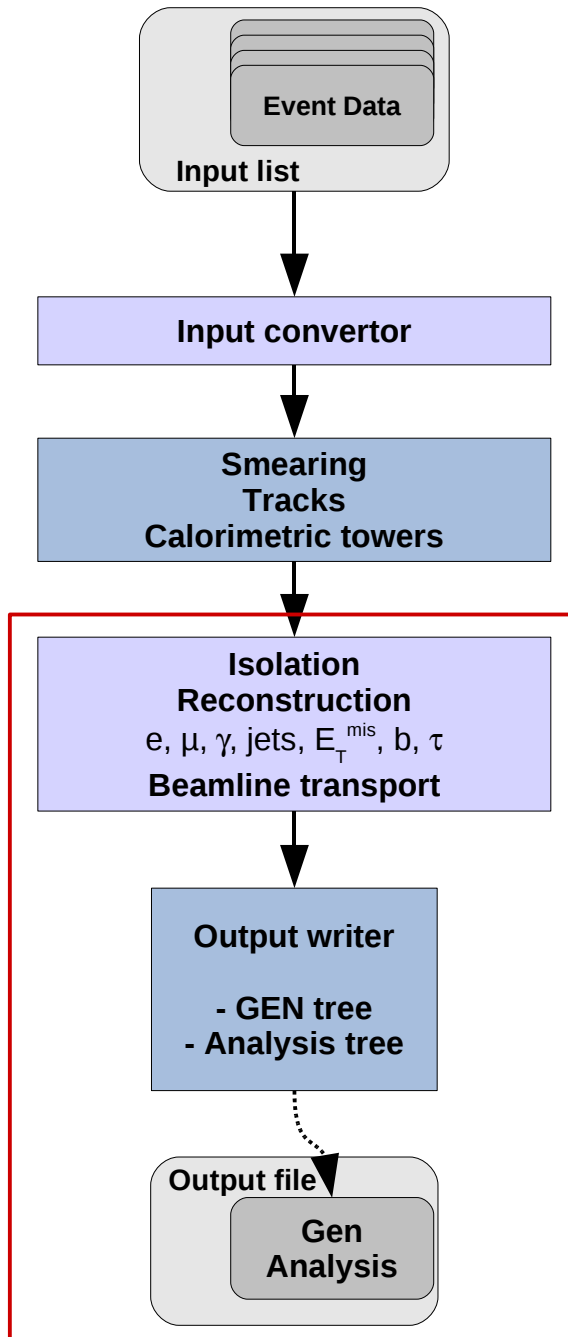 Event Data
Input list
Input convertor
Smearing
Tracks
Calorimetric towers
Isolation
Reconstruction
e, μ, γ, jets, E_T^mis, b, τ
Beamline transport
Output writer
- GEN tree
- Analysis tree
Output file
Gen
Analysis